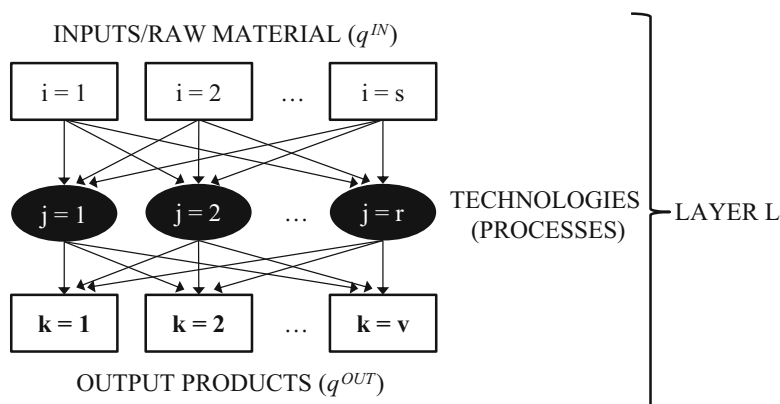 INPUTS/RAW MATERIAL (q^IN)
i = 1 i = 2 … i = s
j = 1 j = 2 … j = r
TECHNOLOGIES
(PROCESSES)
LAYER L
k = 1 k = 2 … k = v
OUTPUT PRODUCTS (q^OUT)